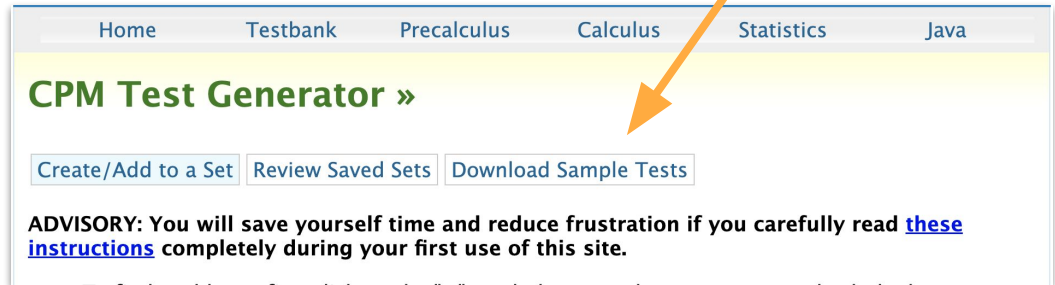 Home Testbank Precalculus Calculus Statistics Java
CPM Test Generator »
Create/Add to a Set Review Saved Sets Download Sample Tests
ADVISORY: You will save yourself time and reduce frustration if you carefully read these
instructions completely during your first use of this site.